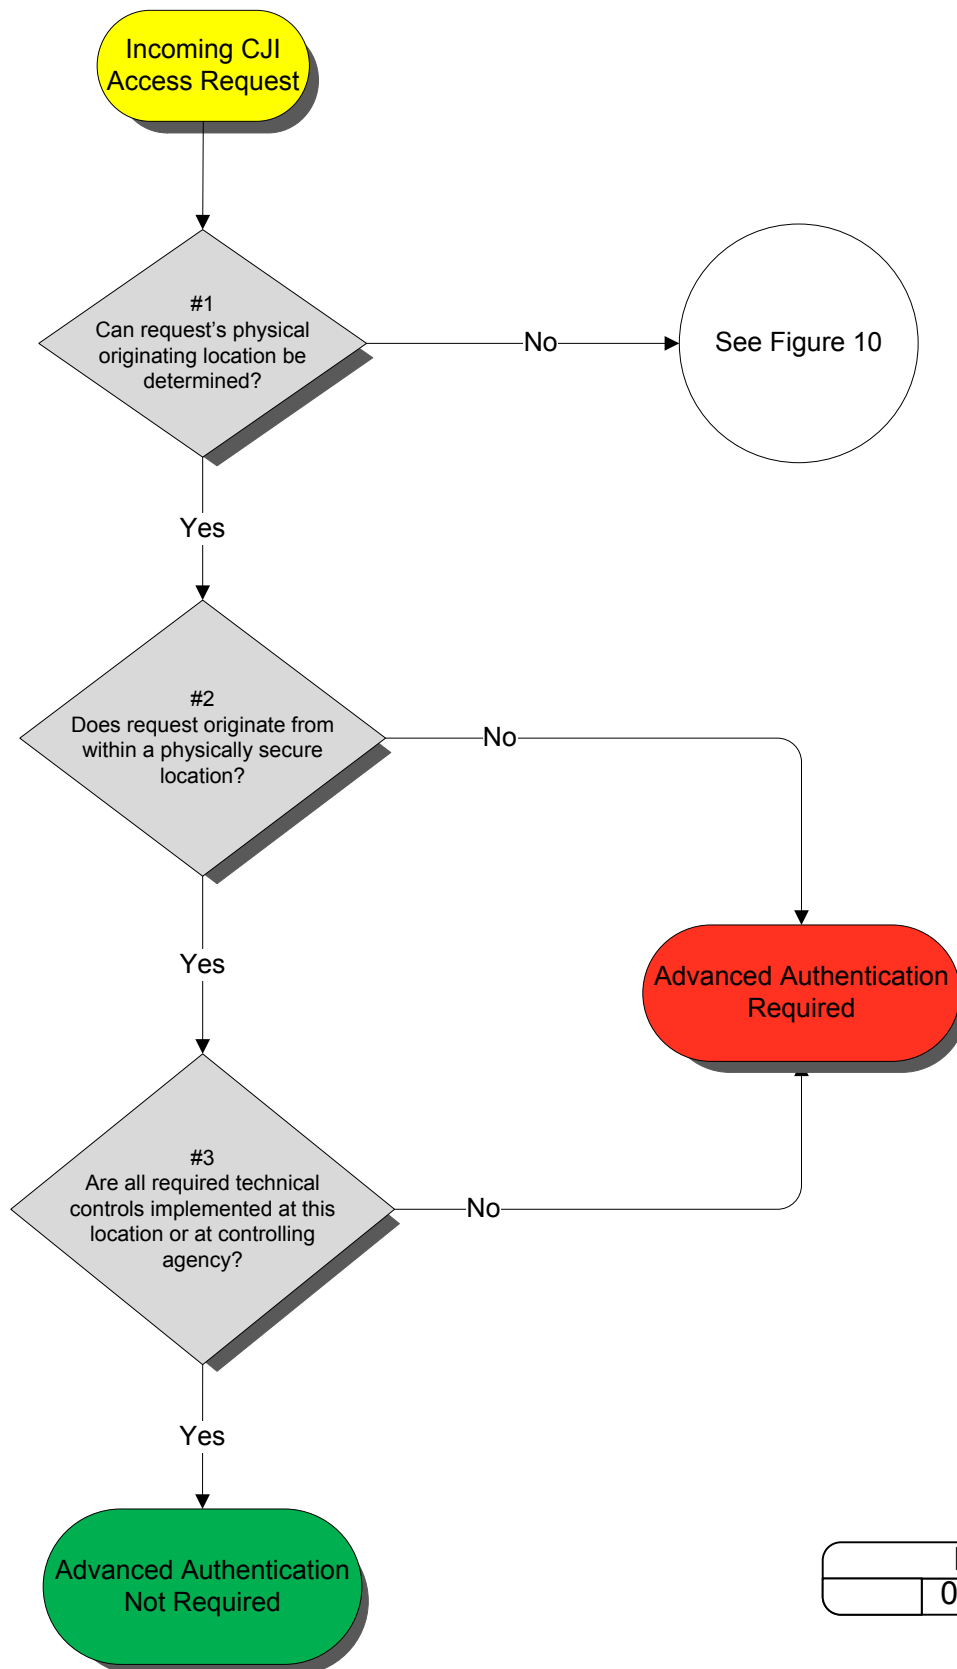 Incoming CJI
Access Request
#1
Can request’s physical
originating location be
determined?
No
See Figure 10
Yes
#2
Does request originate from
within a physically secure
location?
No
Yes
Advanced Authentication
Required
#3
Are all required technical
controls implemented at this
location or at controlling
agency?
No
Yes
Advanced Authentication
Not Required
0